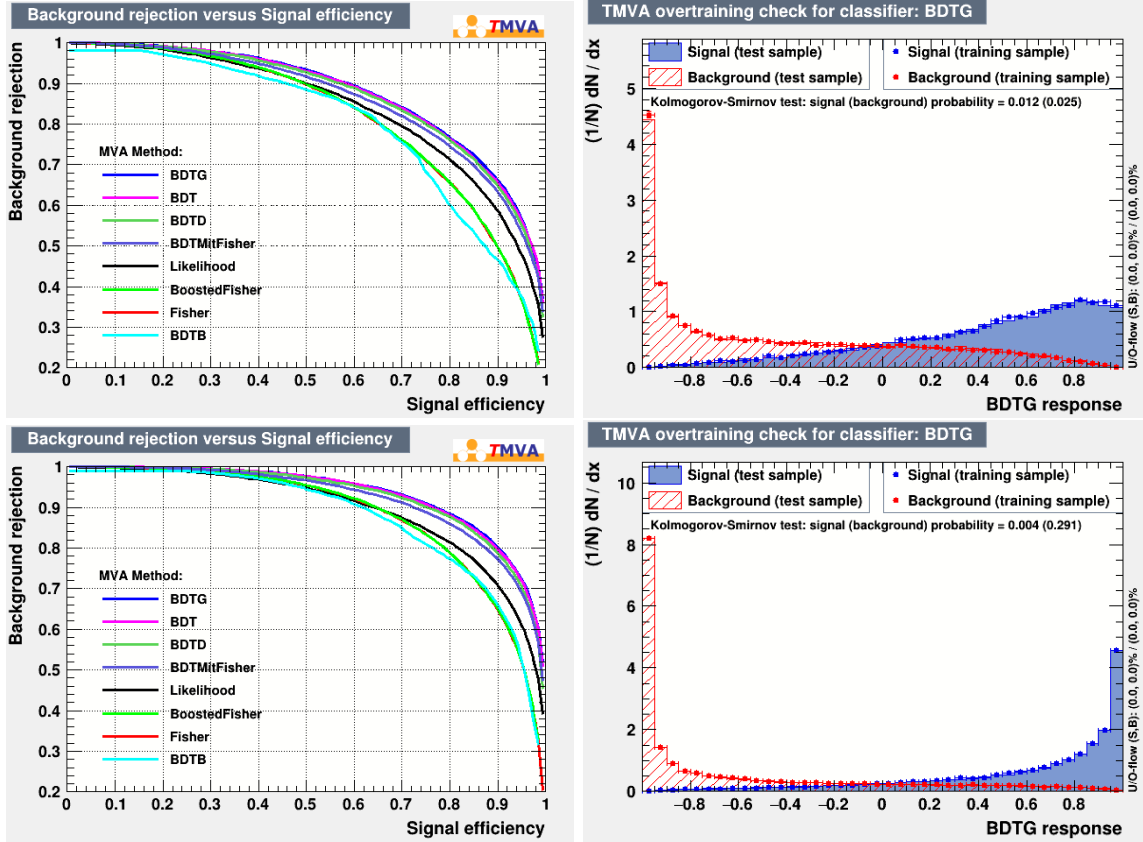 Background rejection versus Signal efficiency
TMVA
Background rejection
1
0.9
0.8
0.7
0.6
0.5
0.4
0.3
0.2
MVA Method:
BDTG
BDT
BDTD
BDTMitFisher
Likelihood
BoostedFisher
Fisher
BDTB
0 0.1 0.2 0.3 0.4 0.5 0.6 0.7 0.8 0.9 1
Signal efficiency
TMVA overtraining check for classifier: BDTG
(1/N) dN / dx
Signal (test sample)
Background (test sample)
Signal (training sample)
Background (training sample)
Kolmogorov-Smirnov test: signal (background) probability = 0.012 (0.025)
5
4
3
2
1
0
−0.8 −0.6 −0.4 −0.2 0 0.2 0.4 0.6 0.8
BDTG response
U/O-flow (S,B): (0.0, 0.0)% / (0.0, 0.0)%
Background rejection versus Signal efficiency
TMVA
Background rejection
1
0.9
0.8
0.7
0.6
0.5
0.4
0.3
0.2
MVA Method:
BDTG
BDT
BDTD
BDTMitFisher
Likelihood
BoostedFisher
Fisher
BDTB
0 0.1 0.2 0.3 0.4 0.5 0.6 0.7 0.8 0.9 1
Signal efficiency
TMVA overtraining check for classifier: BDTG
(1/N) dN / dx
Signal (test sample)
Background (test sample)
Signal (training sample)
Background (training sample)
Kolmogorov-Smirnov test: signal (background) probability = 0.004 (0.291)
10
8
6
4
2
0
−0.8 −0.6 −0.4 −0.2 0 0.2 0.4 0.6 0.8
BDTG response
U/O-flow (S,B): (0.0, 0.0)% / (0.0, 0.0)%